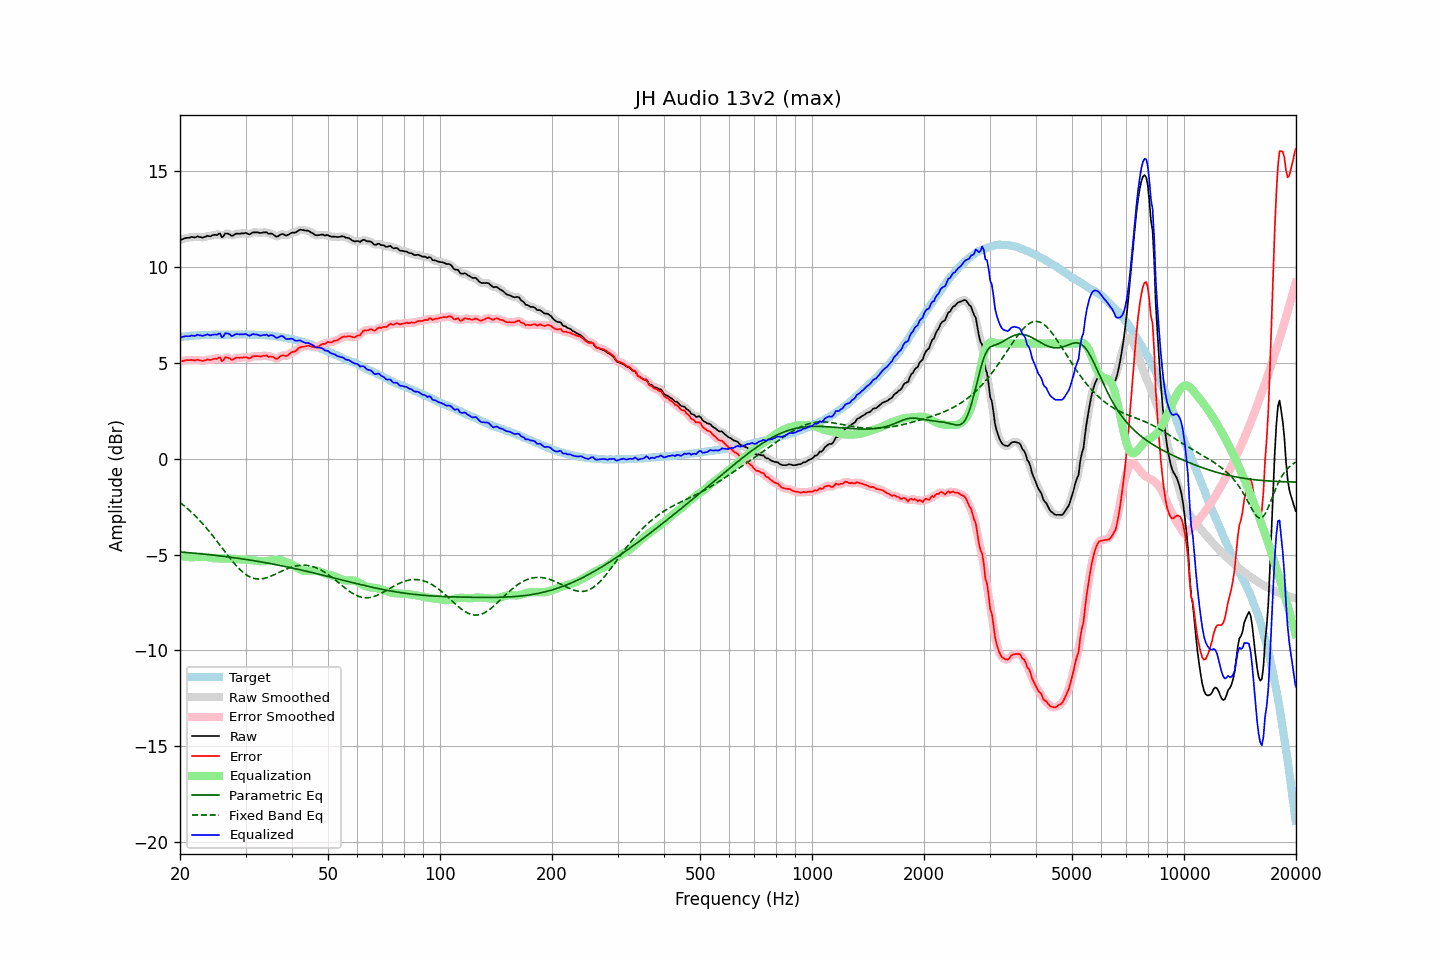 JH Audio 13v2 (max)
Amplitude (dBr)
15
10
5
0
−5
−10
−15
−20
Target
Raw Smoothed
Error Smoothed
Raw
Error
Equalization
Parametric Eq
Fixed Band Eq
Equalized
20 50 100 200 500 1000 2000 5000 10000 20000
Frequency (Hz)